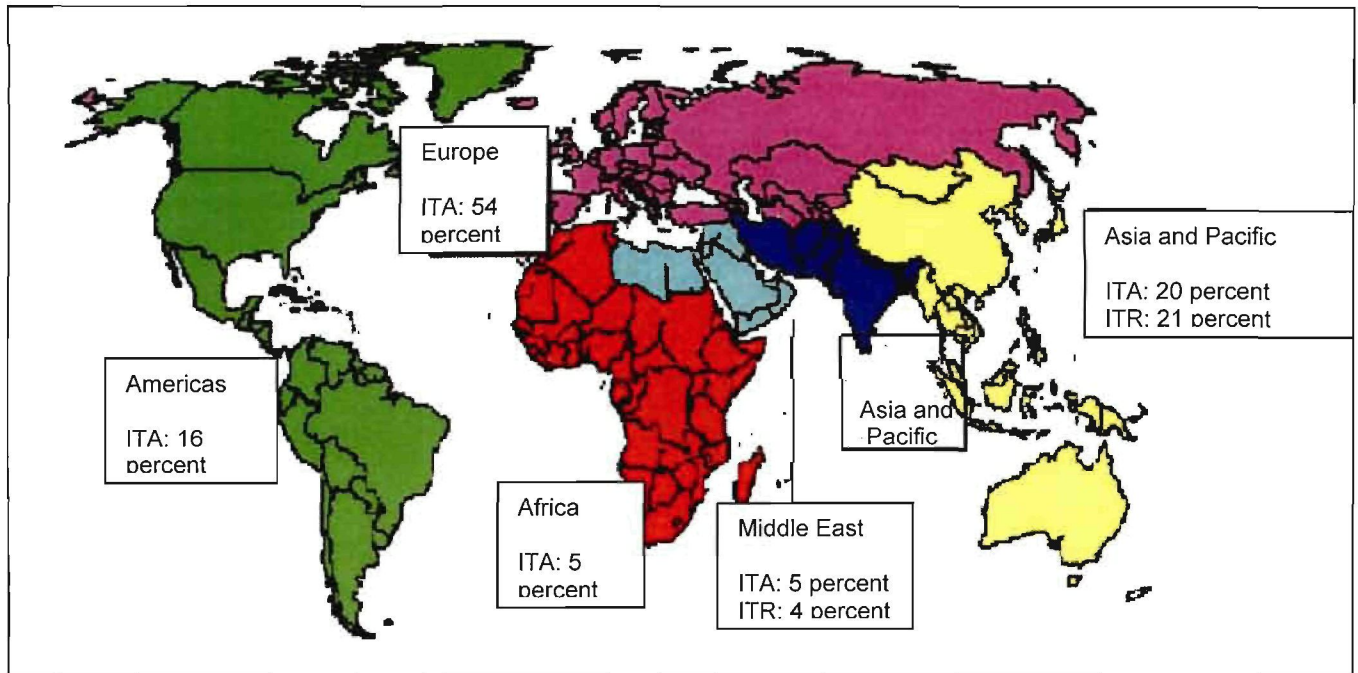 Europe
ITA: 54
percent
Asia and Pacific
ITA: 20 percent
ITR: 21 percent
Americas
ITA: 16
percent
Asia and
Pacific
Africa
ITA: 5
percent
Middle East
ITA: 5 percent
ITR: 4 percent